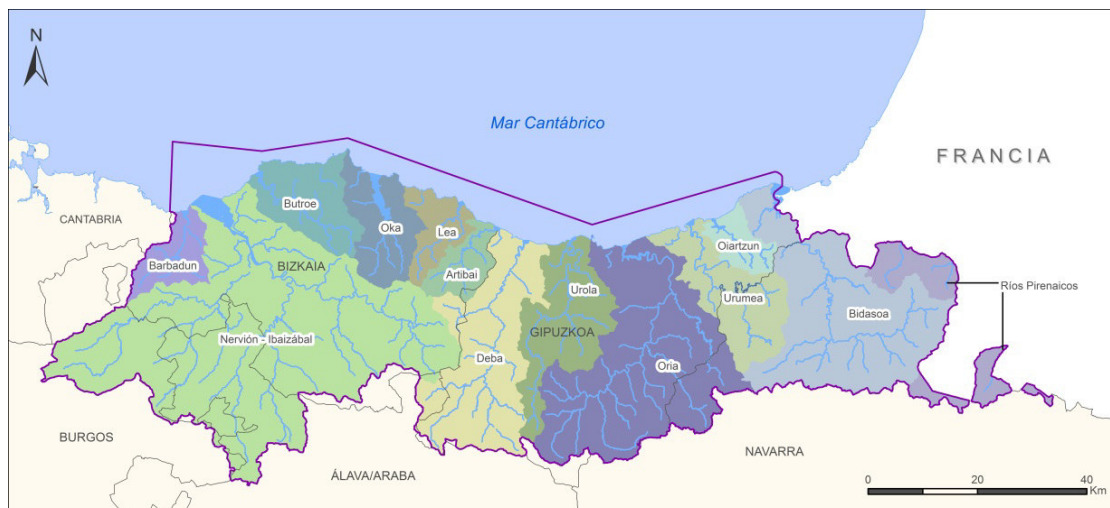 N
Mar Cantábrico
FRANCIA
CANTABRIA
Butroe
Oka
Lea
Oiartzun
Barbadun
BIZKAIA
Artibai
Urola
Urumea
Bidasoa
Ríos Pirenaicos
Nervión - Ibaizábal
GIPUZKOA
Deba
Oria
BURGOS
ÁLAVA/ARABA
NAVARRA
0 20 40
Km